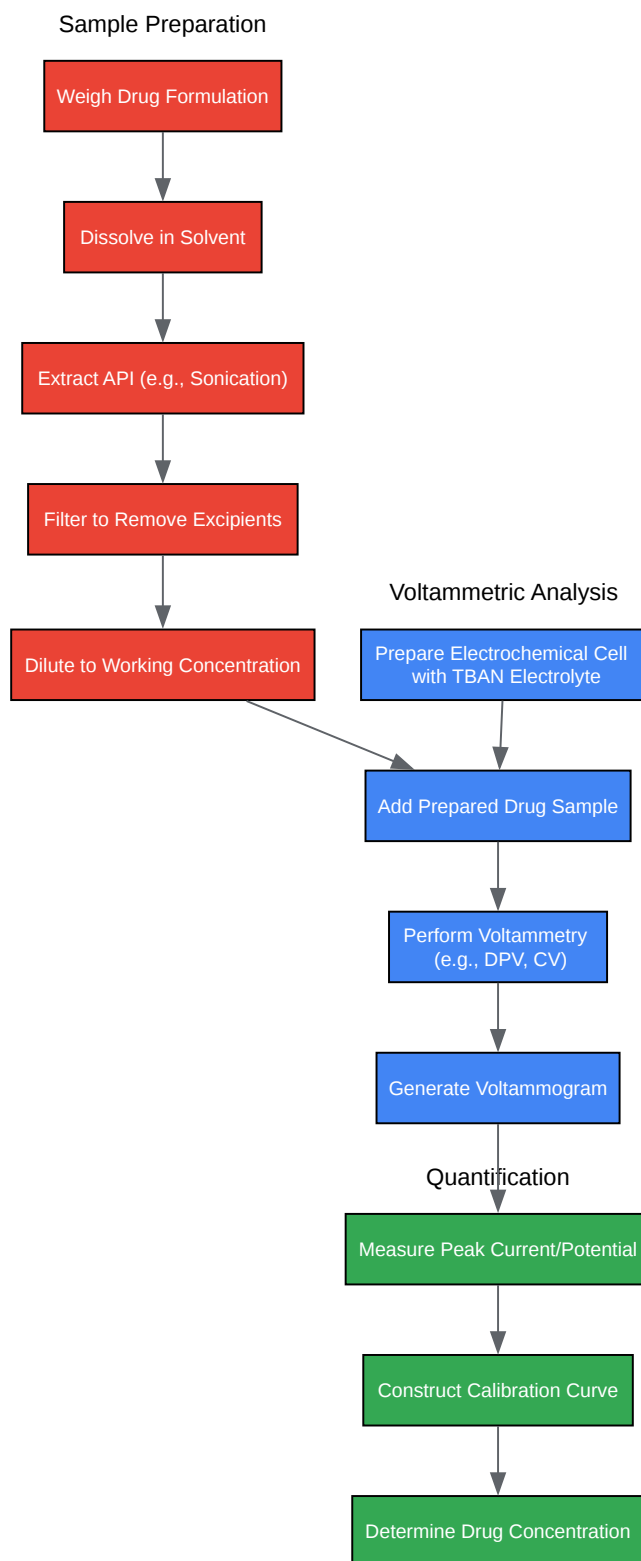 Sample Preparation
Weigh Drug Formulation
Dissolve in Solvent
Extract API (e.g., Sonication)
Filter to Remove Excipients
Dilute to Working Concentration
Voltammetric Analysis
Prepare Electrochemical Cell
with TBAN Electrolyte
Add Prepared Drug Sample
Perform Voltammetry
(e.g., DPV, CV)
Generate Voltammogram
Quantification
Measure Peak Current/Potential
Construct Calibration Curve
Determine Drug Concentration